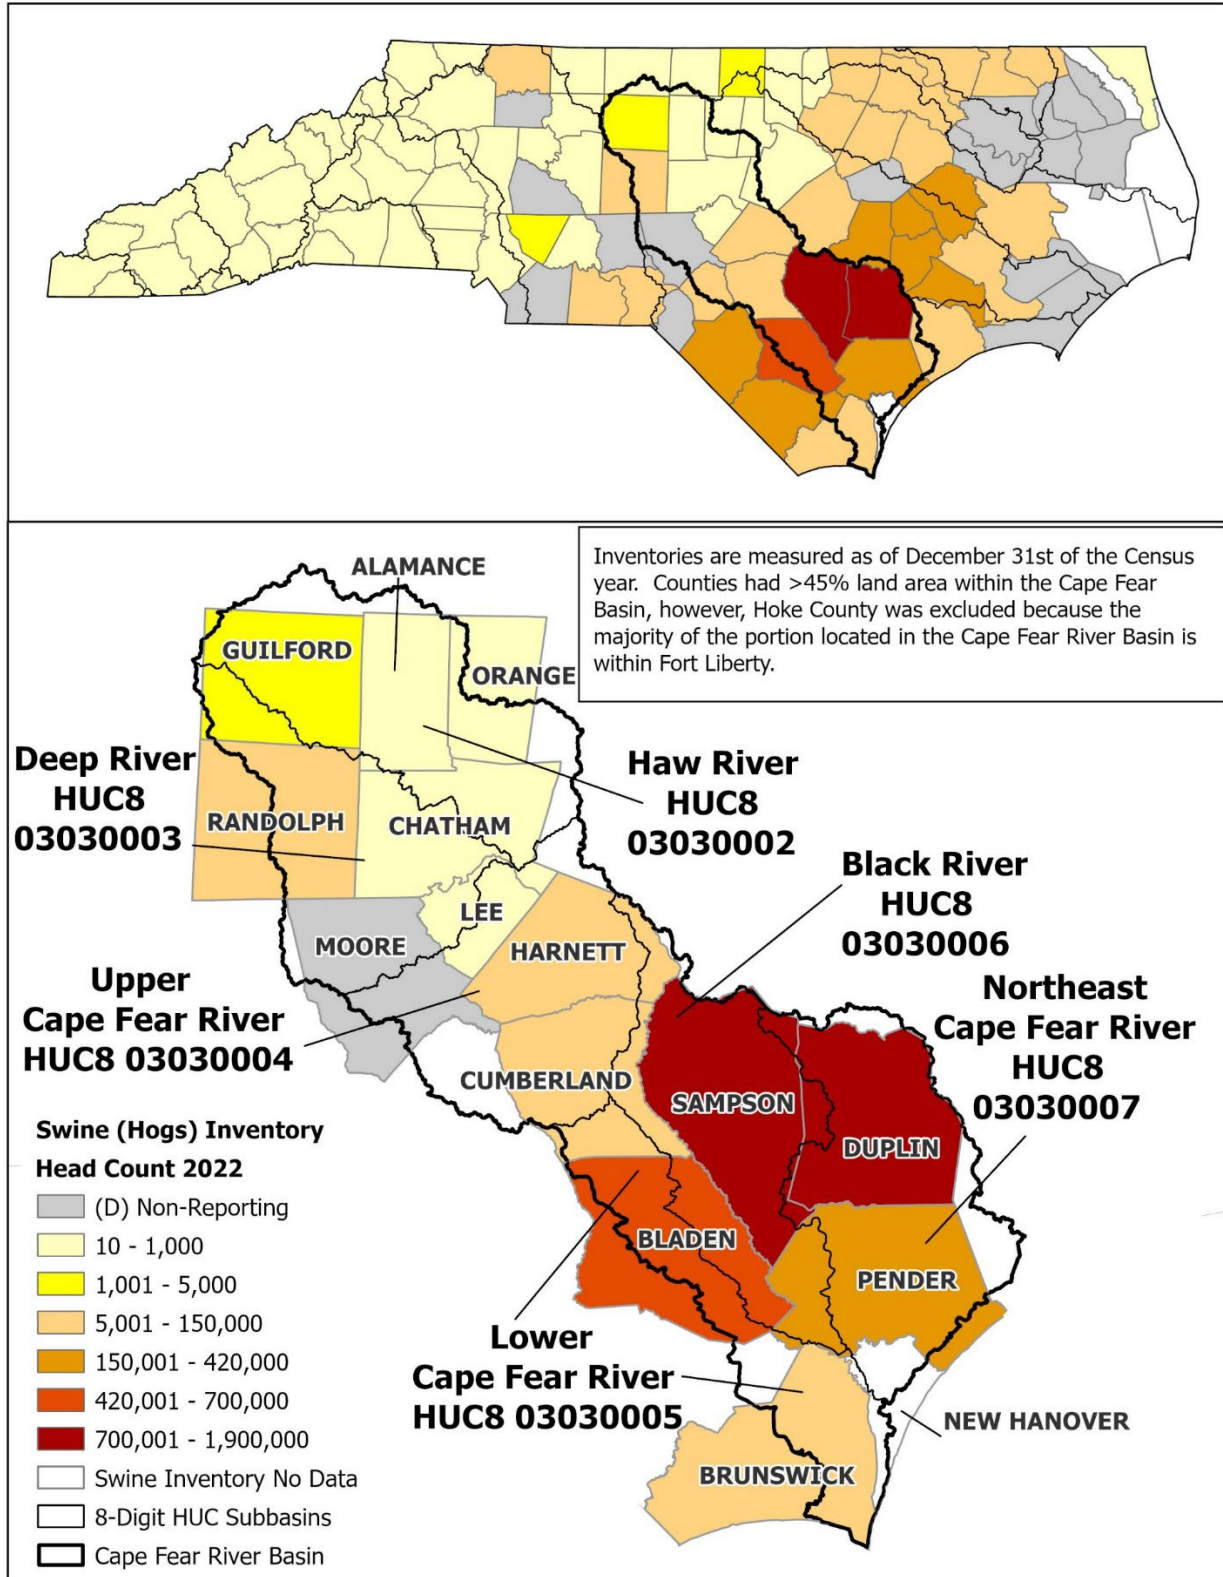 Inventories are measured as of December 31st of the Census
year. Counties had >45% land area within the Cape Fear
Basin, however, Hoke County was excluded because the
majority of the portion located in the Cape Fear River Basin is
within Fort Liberty.
ALAMANCE
GUILFORD
ORANGE
Deep River
HUC8
03030003
Haw River
HUC8
03030002
RANDOLPH
CHATHAM
Black River
HUC8
03030006
LEE
MOORE
HARNETT
Upper
Cape Fear River
HUC8 03030004
Northeast
Cape Fear River
HUC8
03030007
CUMBERLAND
SAMPSON
DUPLIN
BLADEN
PENDER
Lower
Cape Fear River
HUC8 03030005
NEW HANOVER
BRUNSWICK
Swine (Hogs) Inventory
Head Count 2022
(D) Non-Reporting
10 - 1,000
1,001 - 5,000
5,001 - 150,000
150,001 - 420,000
420,001 - 700,000
700,001 - 1,900,000
Swine Inventory No Data
8-Digit HUC Subbasins
Cape Fear River Basin